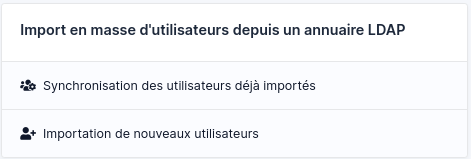 Import en masse d'utilisateurs depuis un annuaire LDAP
Synchronisation des utilisateurs déjà importés
Importation de nouveaux utilisateurs